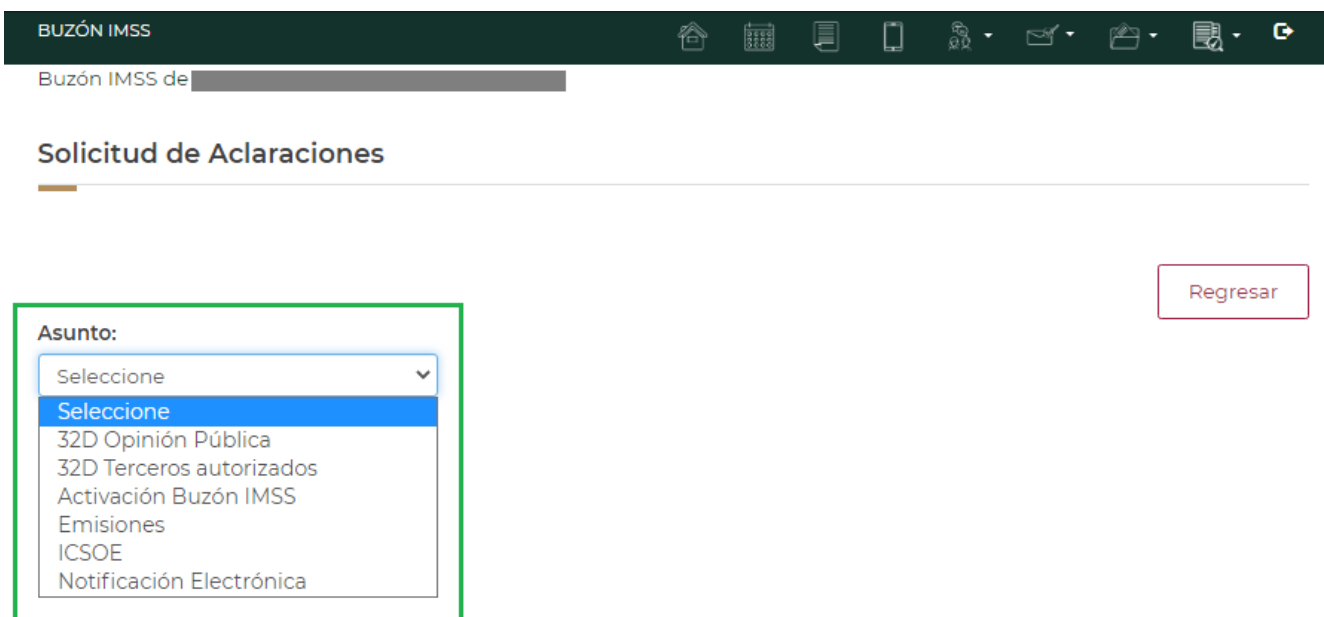 BUZÓN IMSS
Buzón IMSS de
Solicitud de Aclaraciones
Regresar
Asunto:
Seleccione
Seleccione
32D Opinión Pública
32D Terceros autorizados
Activación Buzón IMSS
Emisiones
ICSOE
Notificación Electrónica